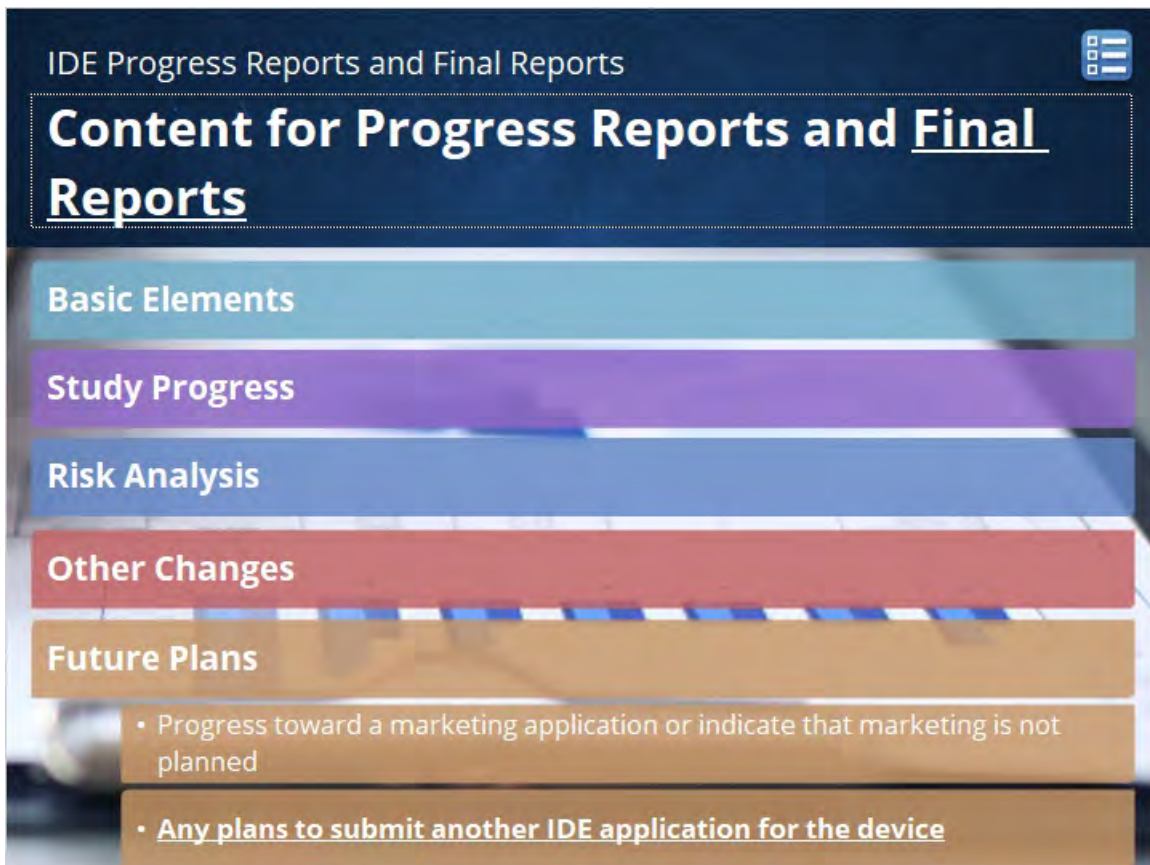 IDE Progress Reports and Final Reports
Content for Progress Reports and Final
Reports
Basic Elements
Study Progress
Risk Analysis
Other Changes
Future Plans
• Progress toward a marketing application or indicate that marketing is not
planned
• Any plans to submit another IDE application for the device